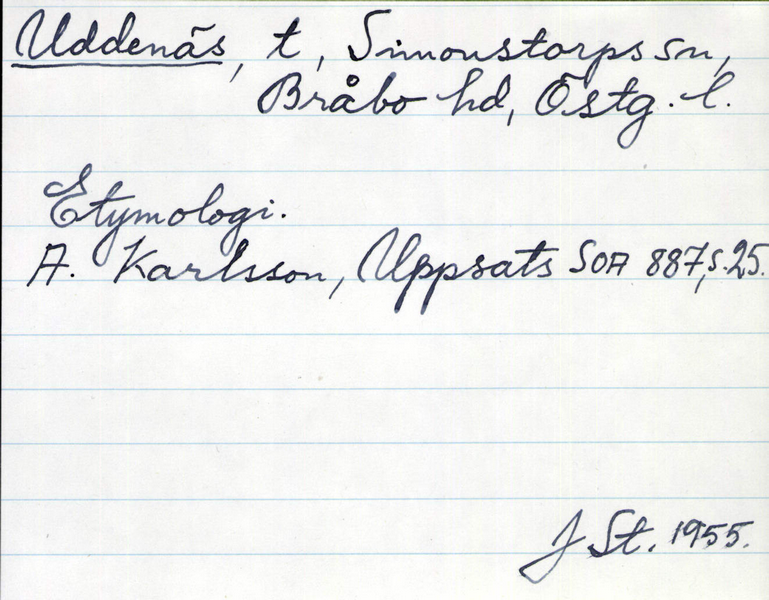 Uddenäs, t, Simonstorps sn,
Bråbo hd, Östg. l.
Etymologi.
A. Karlsson, Uppsats SOA 887, s. 25.
J St. 1955.